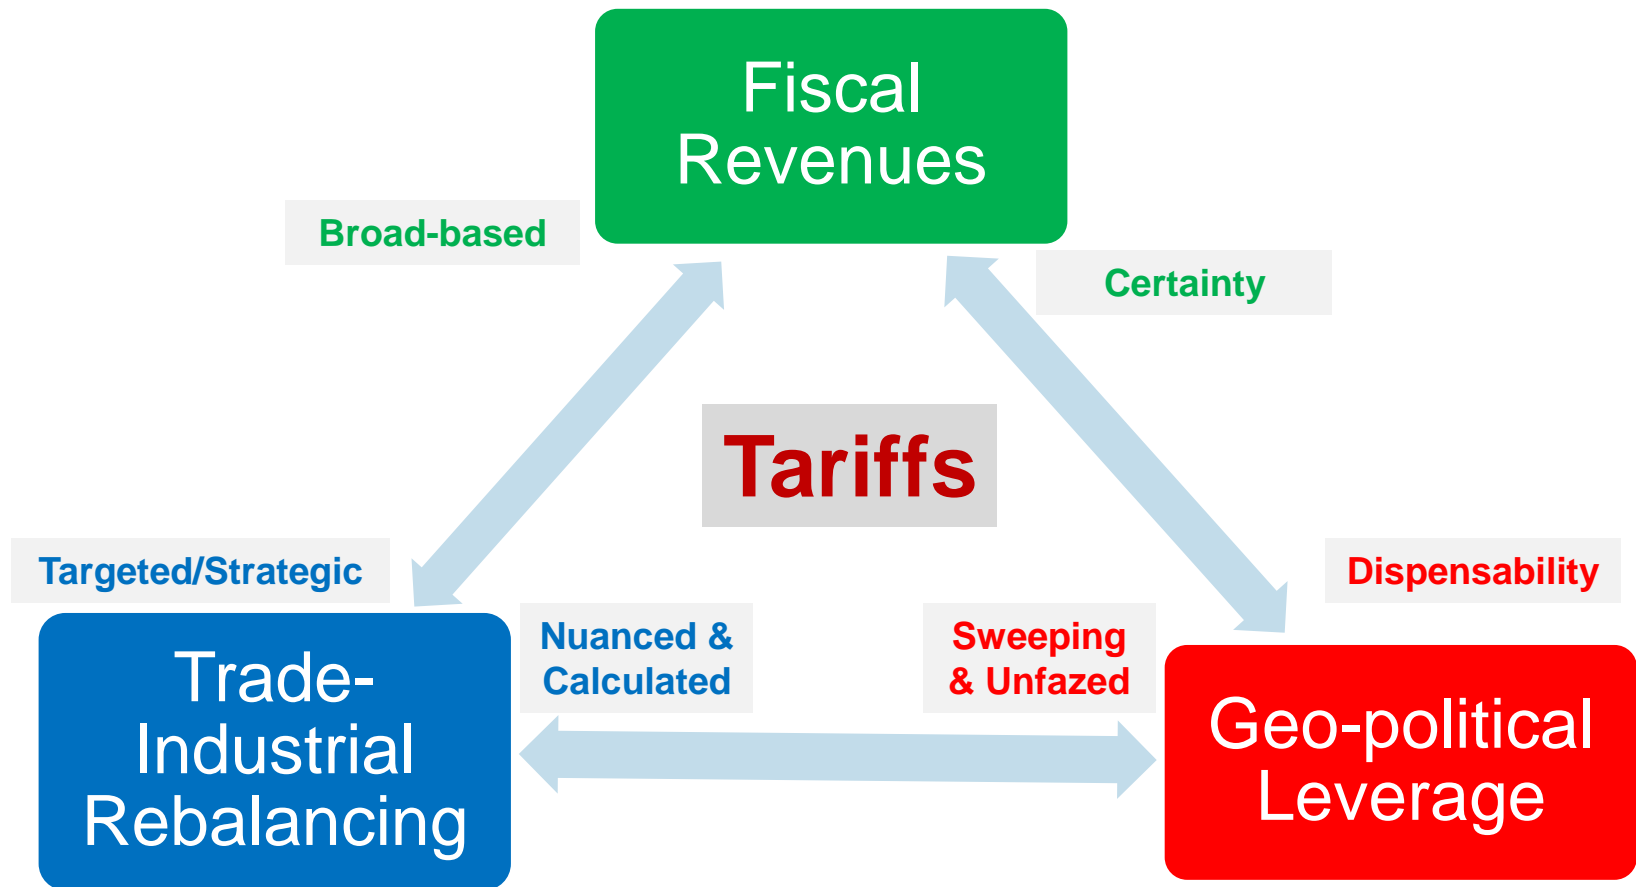 Fiscal
Revenues
Broad-based
Certainty
Tariffs
Targeted/Strategic
Dispensability
Nuanced &
Calculated
Sweeping
& Unfazed
Trade-
Industrial
Rebalancing
Geo-political
Leverage